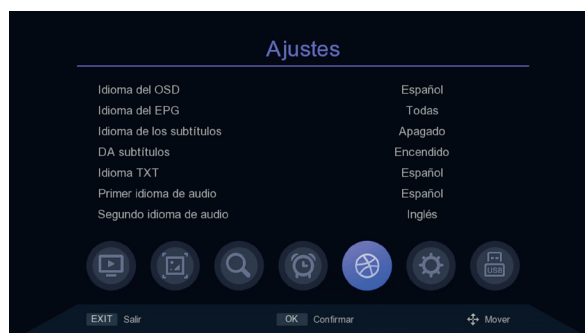 Ajustes
Idioma del OSD Español
Idioma del EPG Todas
Idioma de los subtítulos Apagado
DA subtítulos Encendido
Idioma TXT Español
Primer idioma de audio Español
Segundo idioma de audio Inglés
USB
EXIT Salir OK Confirmar Mover